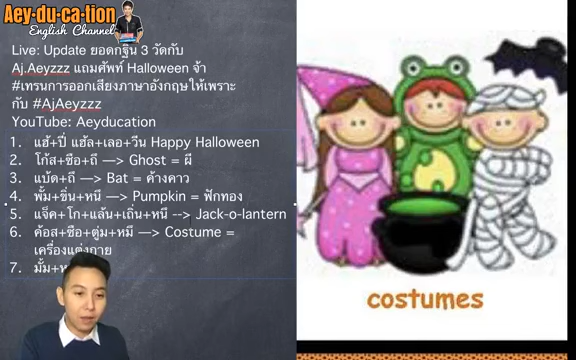 Aey-du-ca-tion
English Channel
Live: Update ยอดกฐิน 3 วัดกับ
Aj.Aeyzzz แถมศัพท์ Halloween จ้า
#เทรนการออกเสียงภาษาอังกฤษให้เพราะ
กับ #AjAeyzzz
YouTube: Aeyducation
1. แฮ้+ปี่ แฮ้ล+เลอ+วีน Happy Halloween
2. โก้ส+ซือ+ถึ —> Ghost = ผี
3. แบ้ด+ถึ —> Bat = ค้างคาว
4. พั้ม+ขิ่น+หนึ —> Pumpkin = ฟักทอง
5. แจ็ค+โก+แล้น+เถิน+หนึ --> Jack-o-lantern
6. ค้อส+ซือ+ตู่ม+หมึ —> Costume =
เครื่องแต่งกาย
7. มั้ม+
costumes